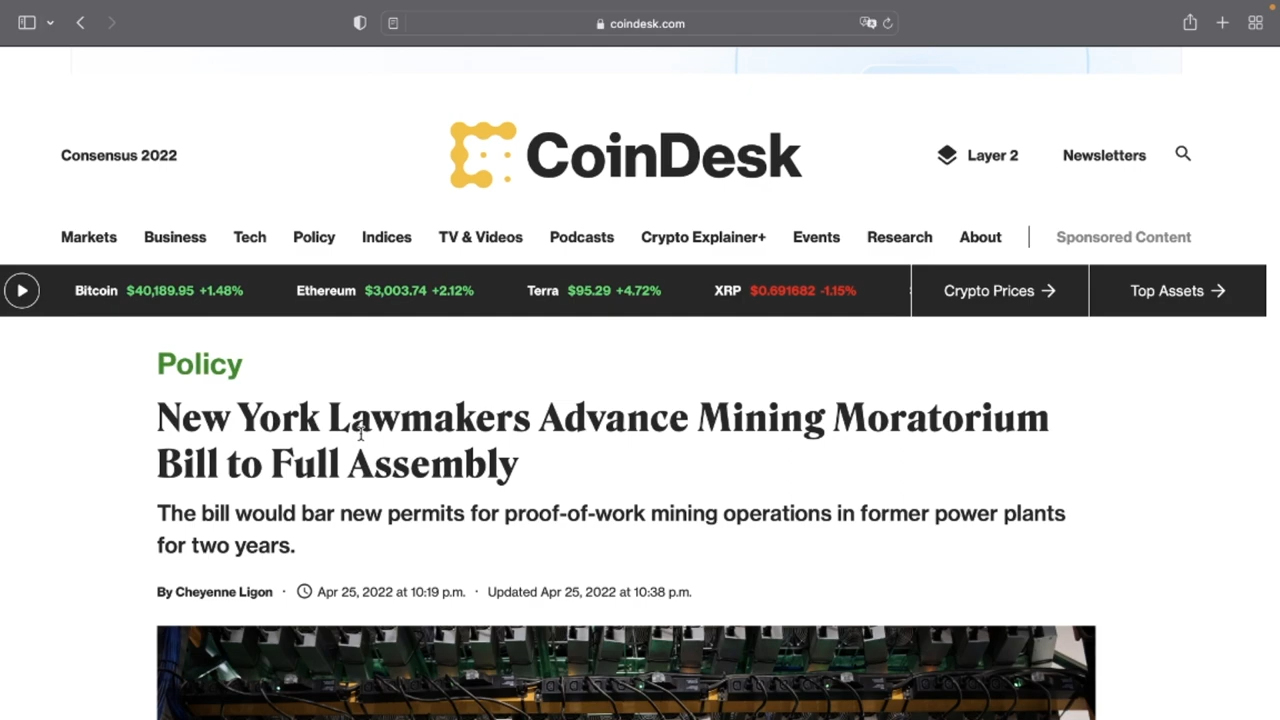 coindesk.com
Consensus 2022
CoinDesk
Layer 2
Newsletters
Markets Business Tech Policy Indices TV & Videos Podcasts Crypto Explainer+ Events Research About Sponsored Content
Bitcoin $40,189.95 +1.48% Ethereum $3,003.74 +2.12% Terra $95.29 +4.72% XRP $0.691682 -1.15% Crypto Prices → Top Assets →
Policy
New York Lawmakers Advance Mining Moratorium
Bill to Full Assembly
The bill would bar new permits for proof-of-work mining operations in former power plants
for two years.
By Cheyenne Ligon · Apr 25, 2022 at 10:19 p.m. · Updated Apr 25, 2022 at 10:38 p.m.